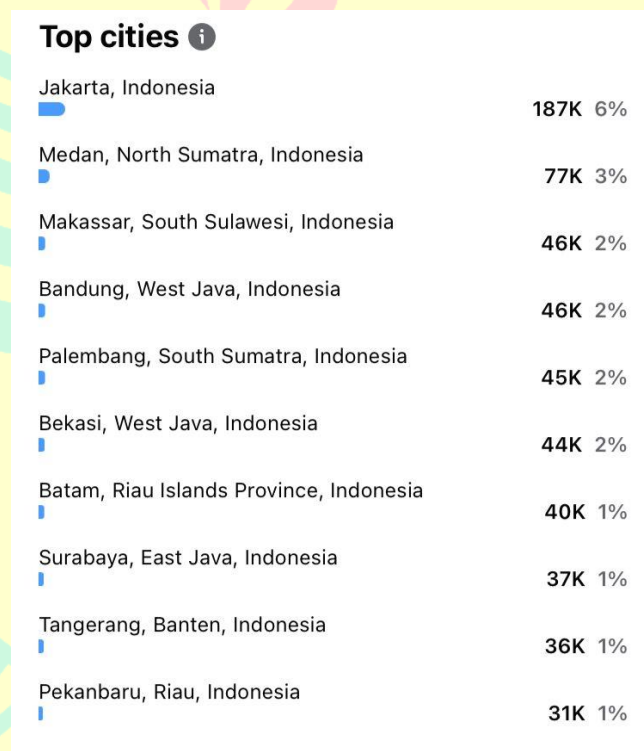 Top cities
Jakarta, Indonesia
187K 6%
Medan, North Sumatra, Indonesia
77K 3%
Makassar, South Sulawesi, Indonesia
46K 2%
Bandung, West Java, Indonesia
46K 2%
Palembang, South Sumatra, Indonesia
45K 2%
Bekasi, West Java, Indonesia
44K 2%
Batam, Riau Islands Province, Indonesia
40K 1%
Surabaya, East Java, Indonesia
37K 1%
Tangerang, Banten, Indonesia
36K 1%
Pekanbaru, Riau, Indonesia
31K 1%